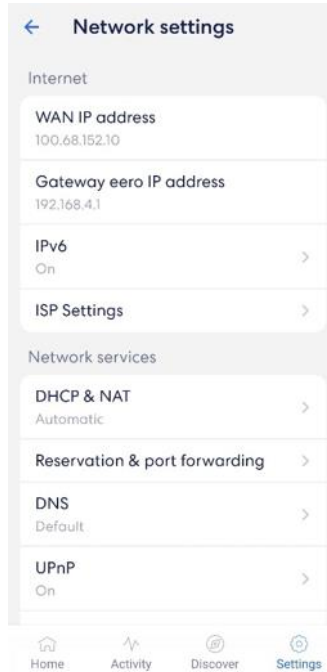 Network settings
Internet
WAN IP address
100.68.152.10
Gateway eero IP address
192.168.4.1
IPv6
On
ISP Settings
Network services
DHCP & NAT
Automatic
Reservation & port forwarding
DNS
Default
UPnP
On
Home Activity Discover Settings